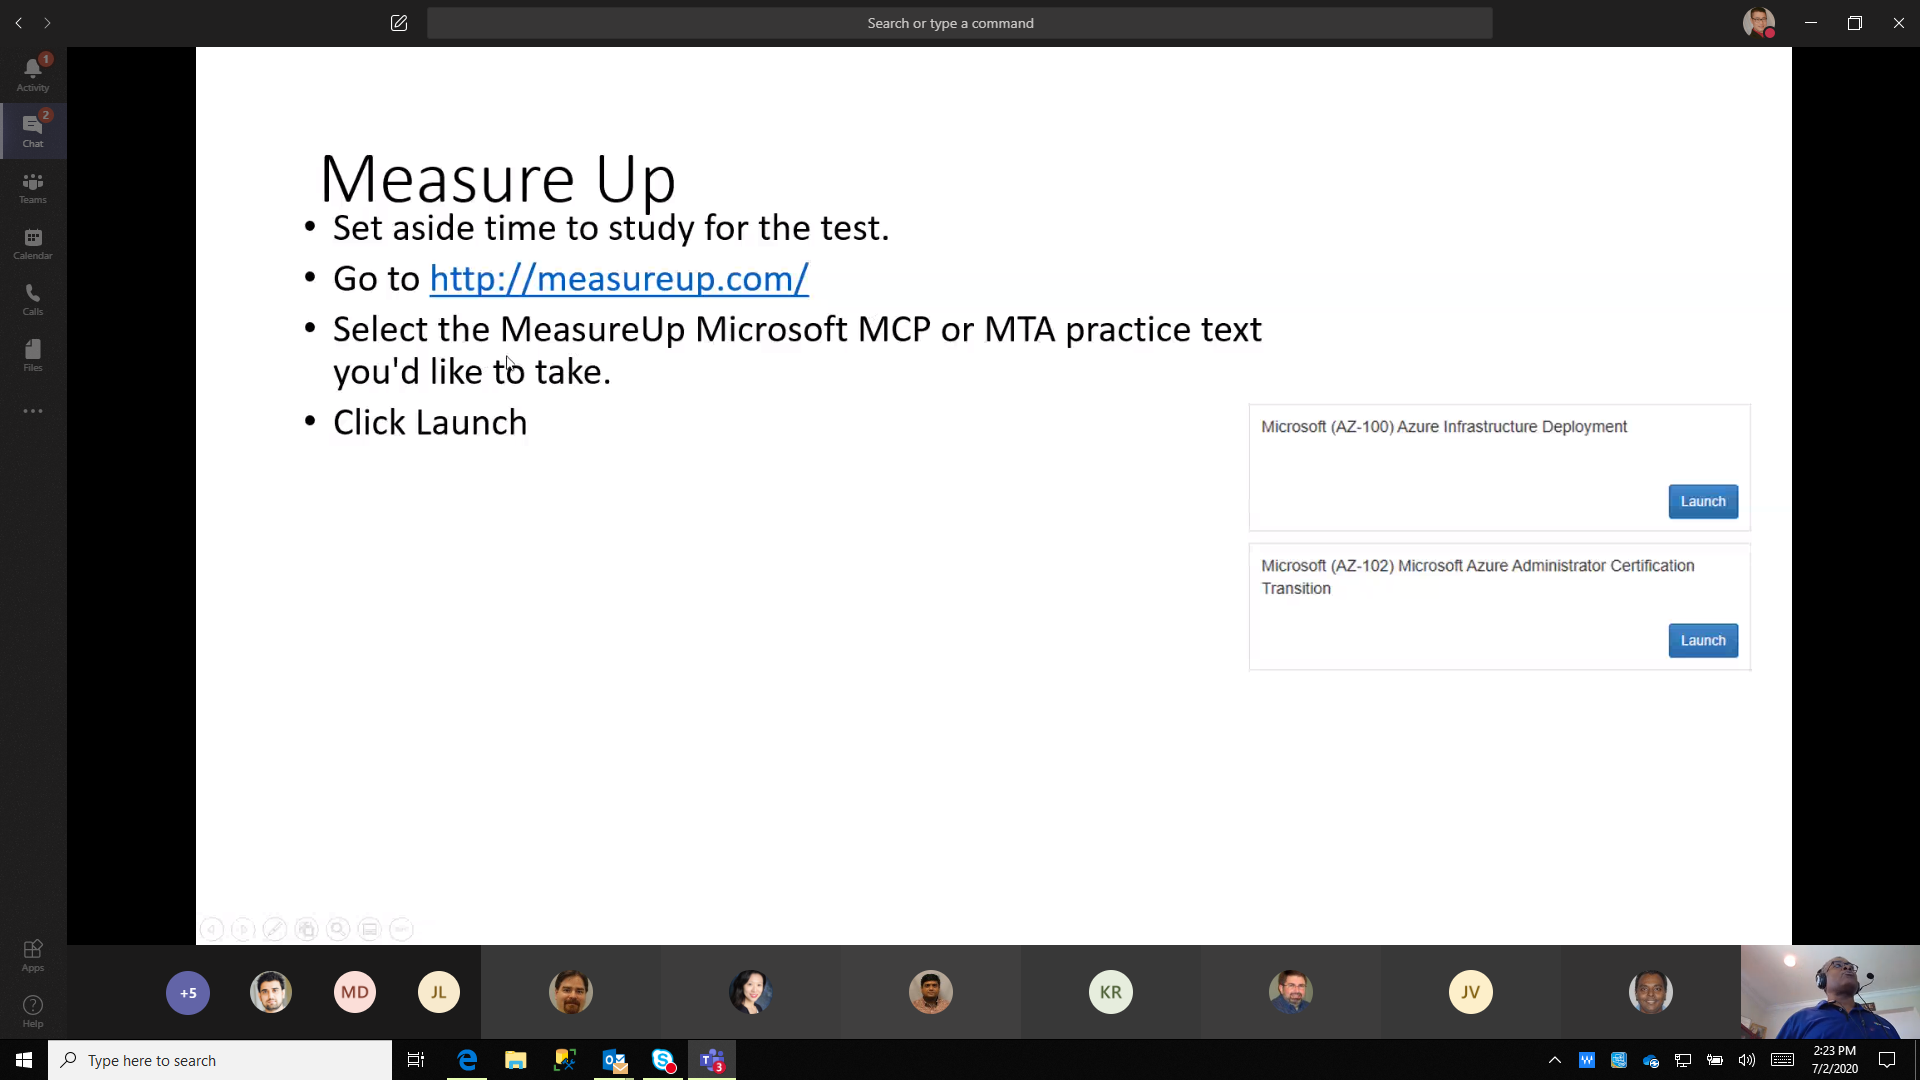 Search or type a command
1
Activity
2
Chat
Teams
Calendar
Calls
Files
Measure Up
• Set aside time to study for the test.
• Go to http://measureup.com/
• Select the MeasureUp Microsoft MCP or MTA practice text
you'd like to take.
• Click Launch
Microsoft (AZ-100) Azure Infrastructure Deployment
Launch
Microsoft (AZ-102) Microsoft Azure Administrator Certification
Transition
Launch
Apps
Help
+5
MD
JL
KR
JV
Type here to search
3
2:23 PM
7/2/2020